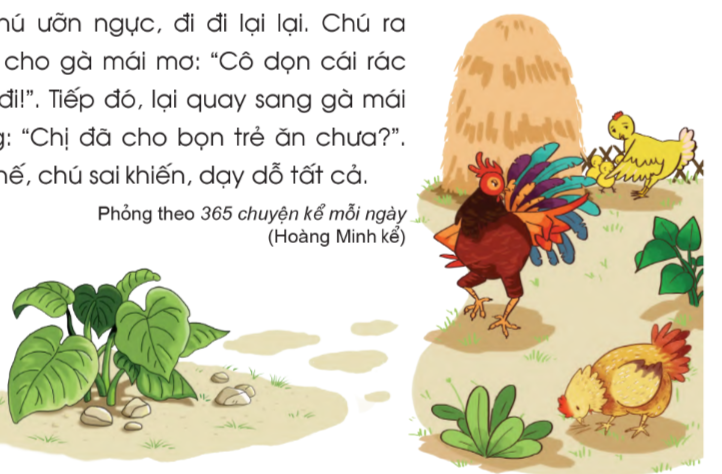 hú ưỡn ngực, đi đi lại lại. Chú ra
cho gà mái mơ: “Cô dọn cái rác
đi!”. Tiếp đó, lại quay sang gà mái
g: “Chị đã cho bọn trẻ ăn chưa?”.
hế, chú sai khiến, dạy dỗ tất cả.
Phỏng theo 365 chuyện kể mỗi ngày
(Hoàng Minh kể)